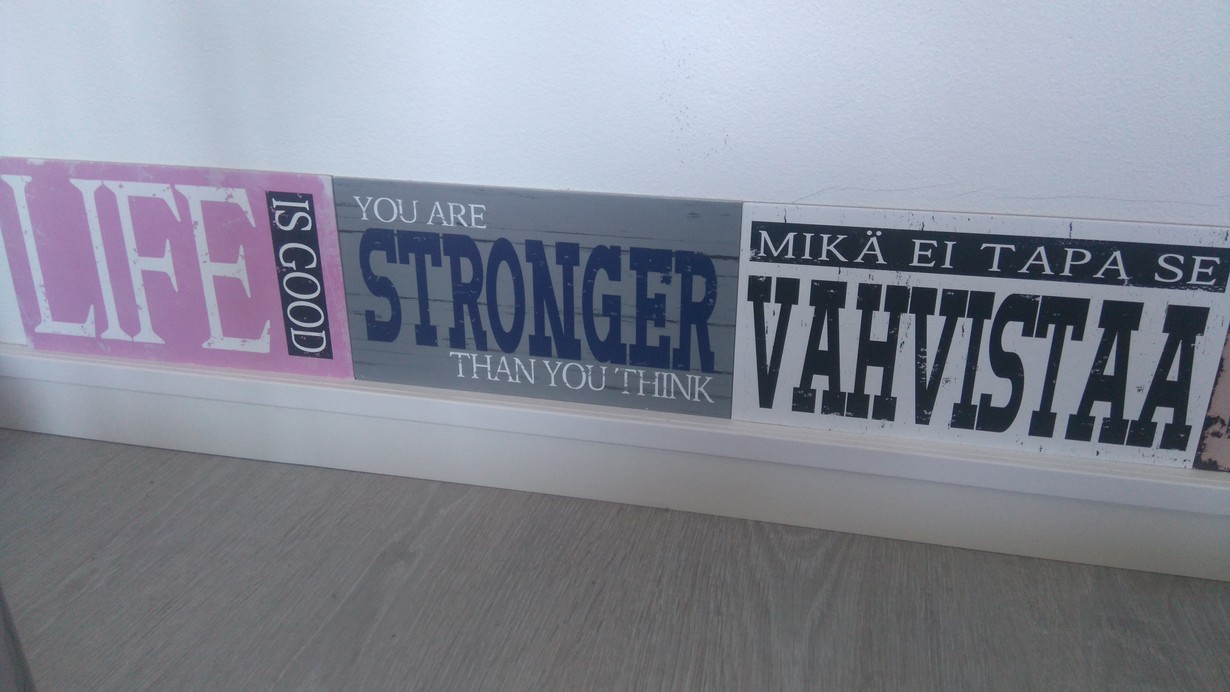 LIFE
IS GOOD
YOU ARE
STRONGER
THAN YOU THINK
MIKÄ EI TAPA SE
VAHVISTAA